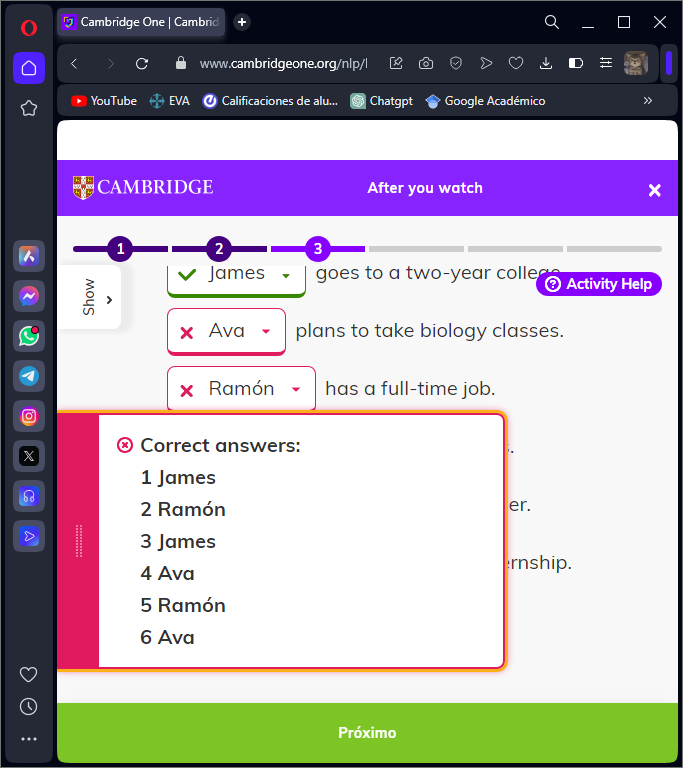 Cambridge One | Cambrid
www.cambridgeone.org/nlp/l
YouTube
EVA
Calificaciones de alu...
Chatgpt
Google Académico
»
CAMBRIDGE
After you watch
1
2
3
Show
James goes to a two-year college
Activity Help
Ava plans to take biology classes.
Ramón has a full-time job.
Correct answers:
1 James
2 Ramón
3 James
4 Ava
5 Ramón
6 Ava
s.
er.
ernship.
Próximo